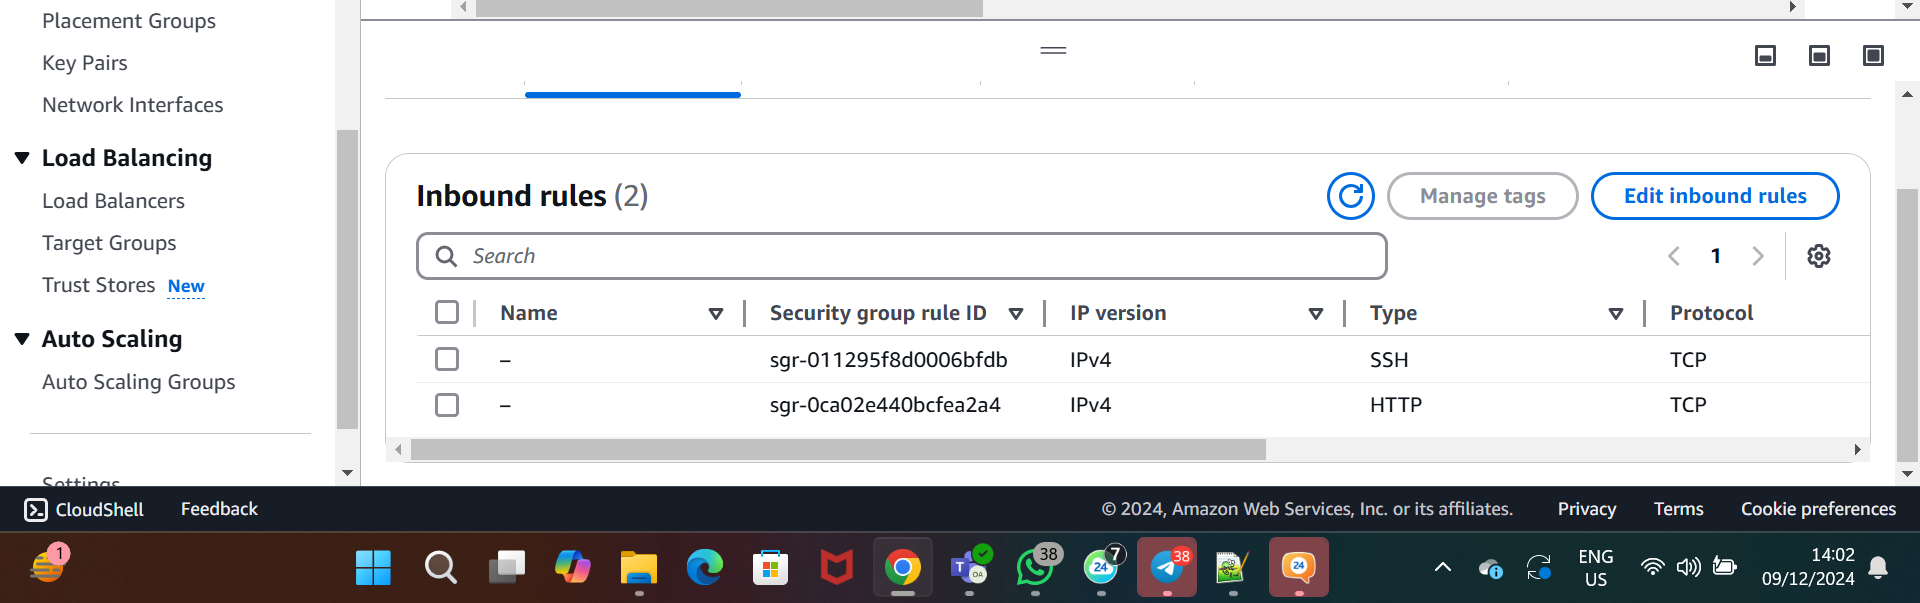 Placement Groups
Key Pairs
Network Interfaces
Load Balancing
Load Balancers
Target Groups
Trust Stores New
Auto Scaling
Auto Scaling Groups
Settings
Inbound rules (2)
Manage tags
Edit inbound rules
Search
1
Name Security group rule ID IP version Type Protocol
– sgr-011295f8d0006bfdb IPv4 SSH TCP
– sgr-0ca02e440bcfea2a4 IPv4 HTTP TCP
CloudShell Feedback © 2024, Amazon Web Services, Inc. or its affiliates. Privacy Terms Cookie preferences
1
T
OA
38
24
7
38
24
ENG
US
14:02
09/12/2024